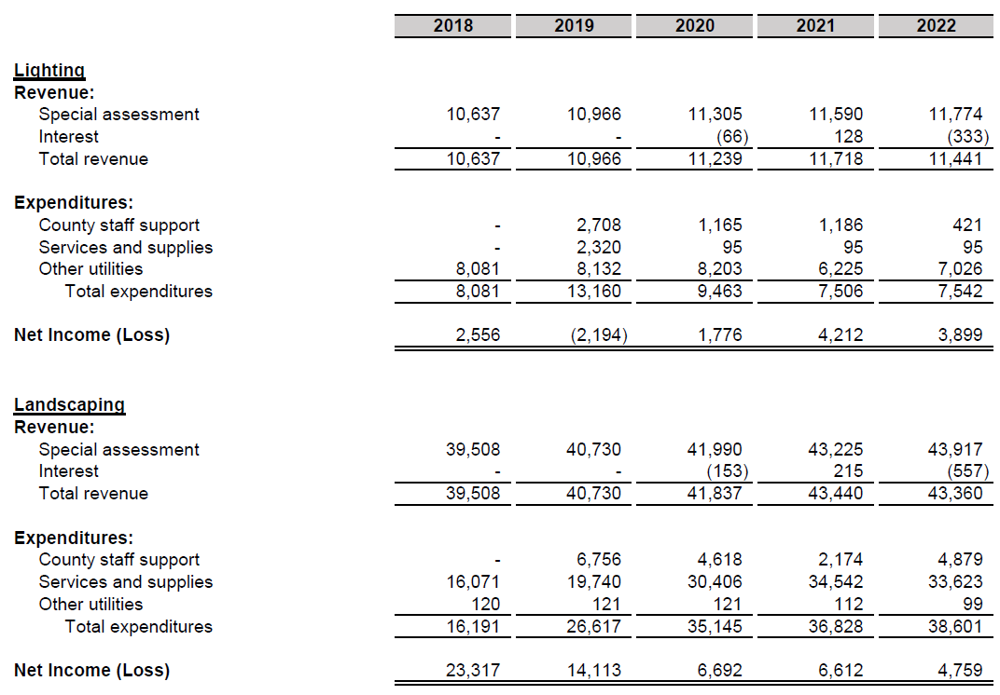 2018 2019 2020 2021 2022
Lighting
Revenue:
Special assessment 10,637 10,966 11,305 11,590 11,774
Interest - - (66) 128 (333)
Total revenue 10,637 10,966 11,239 11,718 11,441
Expenditures:
County staff support - 2,708 1,165 1,186 421
Services and supplies - 2,320 95 95 95
Other utilities 8,081 8,132 8,203 6,225 7,026
Total expenditures 8,081 13,160 9,463 7,506 7,542
Net Income (Loss) 2,556 (2,194) 1,776 4,212 3,899
Landscaping
Revenue:
Special assessment 39,508 40,730 41,990 43,225 43,917
Interest - - (153) 215 (557)
Total revenue 39,508 40,730 41,837 43,440 43,360
Expenditures:
County staff support - 6,756 4,618 2,174 4,879
Services and supplies 16,071 19,740 30,406 34,542 33,623
Other utilities 120 121 121 112 99
Total expenditures 16,191 26,617 35,145 36,828 38,601
Net Income (Loss) 23,317 14,113 6,692 6,612 4,759